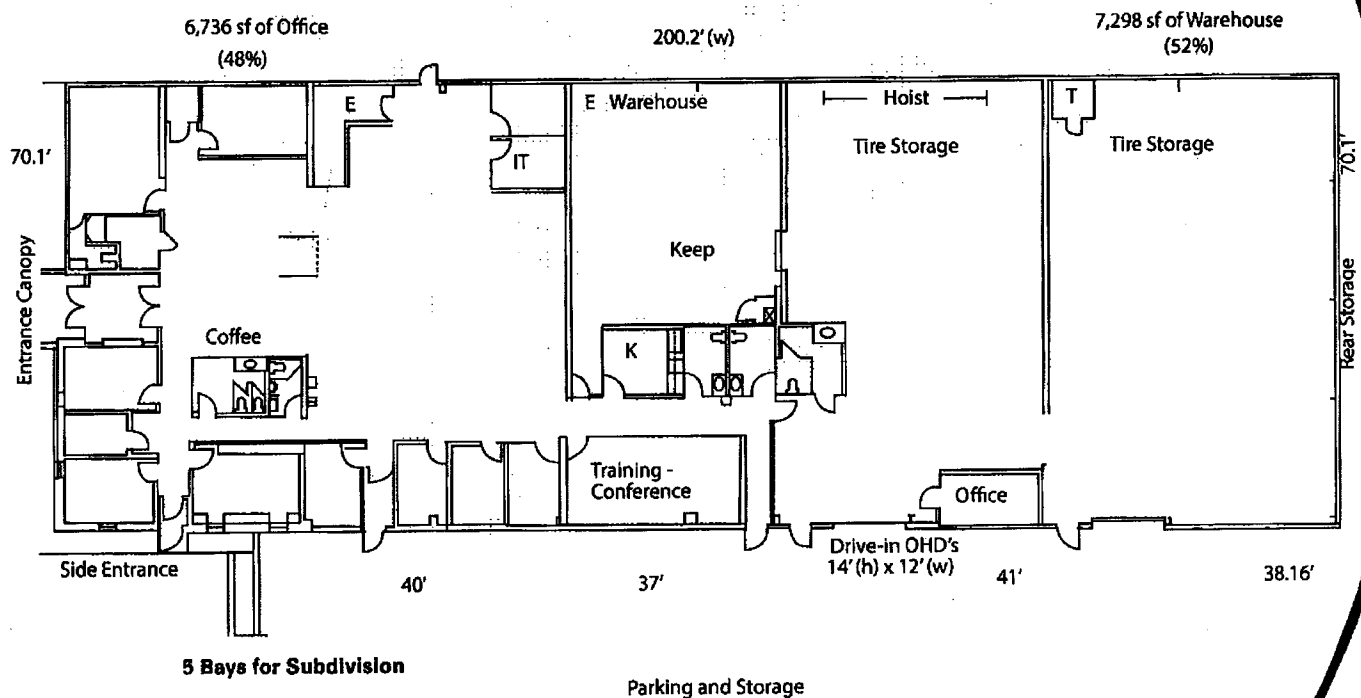 6,736 sf of Office
(48%)
200.2' (w)
7,298 sf of Warehouse
(52%)
E
E Warehouse
Hoist
T
70.1'
IT
Tire Storage
Tire Storage
70.1'
Entrance Canopy
Keep
Rear Storage
Coffee
K
Training -
Conference
Office
Side Entrance
Drive-in OHD's
14' (h) x 12' (w)
40'
37'
41'
38.16'
5 Bays for Subdivision
Parking and Storage